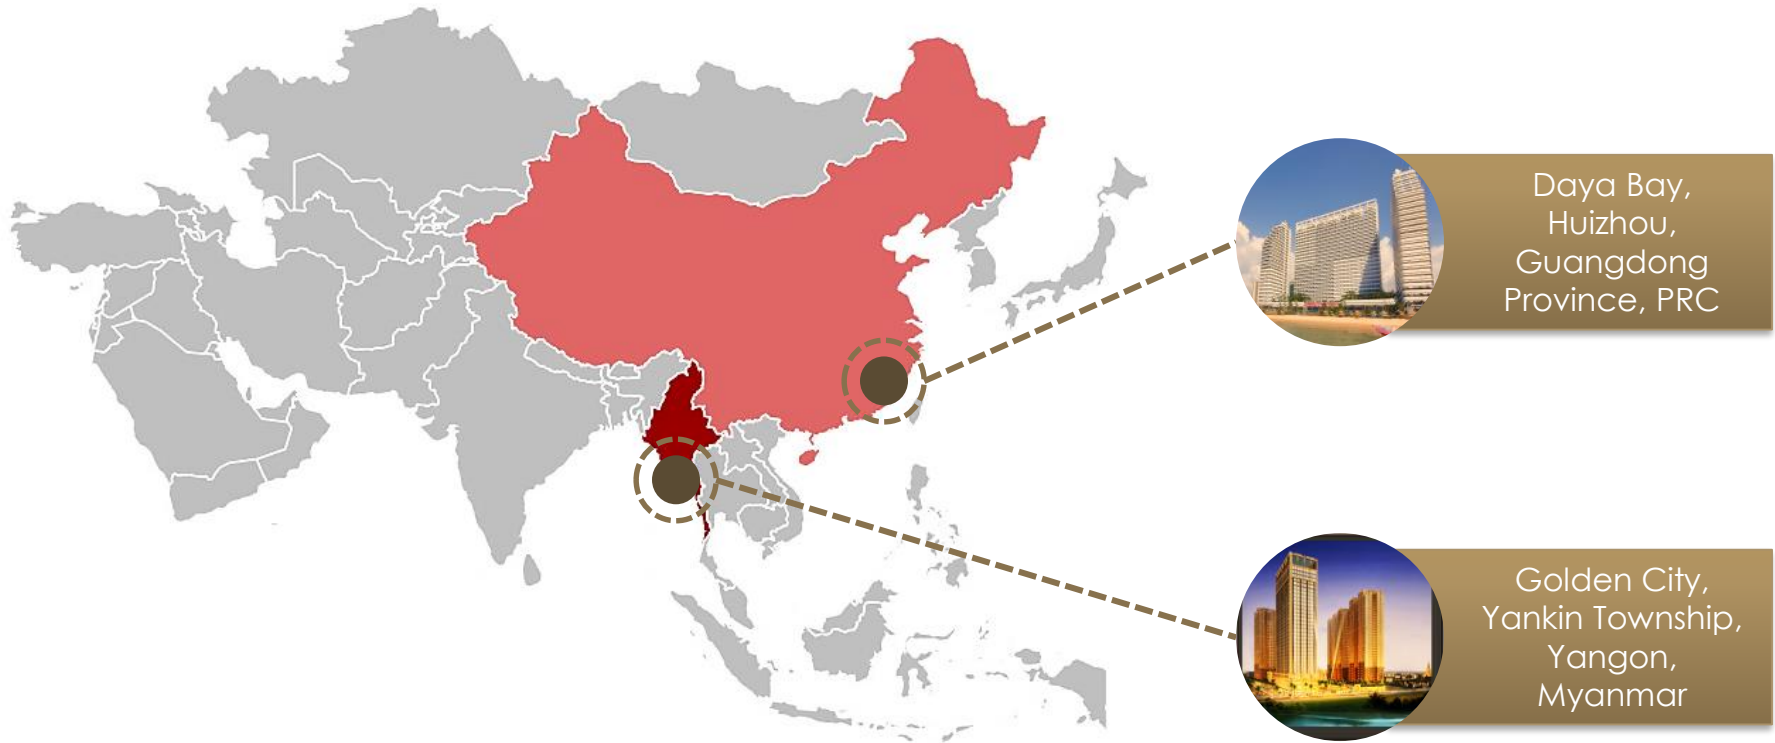 Daya Bay,
Huizhou,
Guangdong
Province, PRC
Golden City,
Yankin Township,
Yangon,
Myanmar